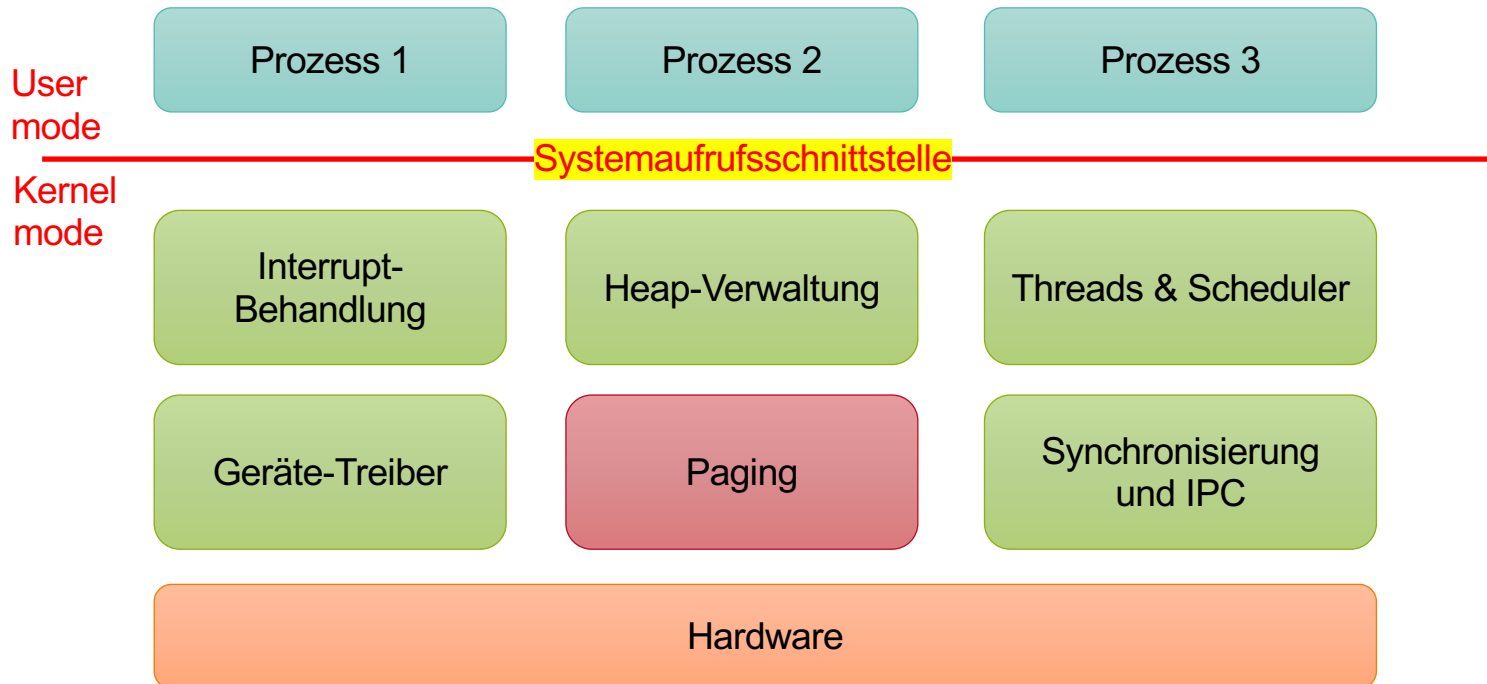 Prozess 1
Prozess 2
Prozess 3
User
mode
Systemaufrufsschnittstelle
Kernel
mode
Interrupt-
Behandlung
Heap-Verwaltung
Threads & Scheduler
Geräte-Treiber
Paging
Synchronisierung
und IPC
Hardware